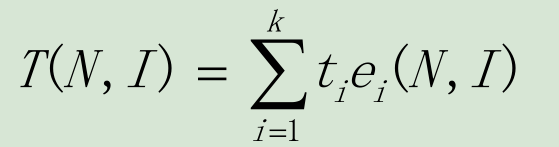 T(N, I) = \sum_{i=1}^{k} t_i e_i(N, I)